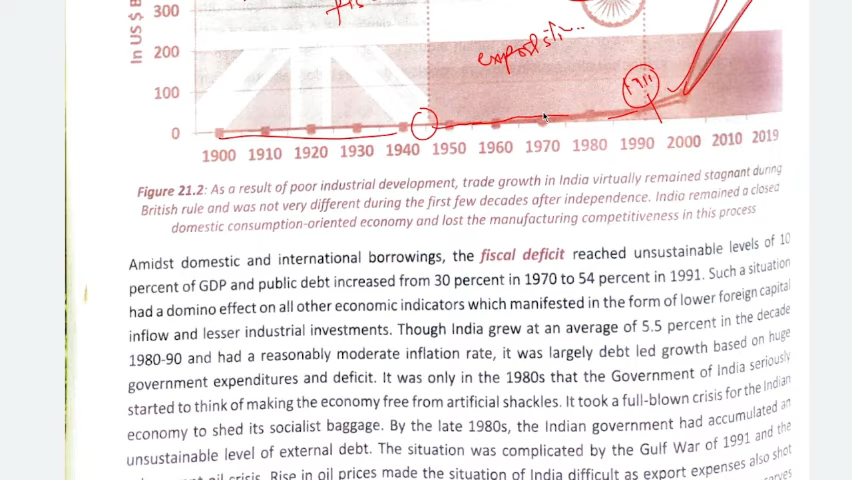 In US $ B
300
200
100
0
export
1991
1900 1910 1920 1930 1940 1950 1960 1970 1980 1990 2000 2010 2019
Figure 21.2: As a result of poor industrial development, trade growth in India virtually remained stagnant during
British rule and was not very different during the first few decades after independence. India remained a closed
domestic consumption-oriented economy and lost the manufacturing competitiveness in this process
Amidst domestic and international borrowings, the fiscal deficit reached unsustainable levels of 10
percent of GDP and public debt increased from 30 percent in 1970 to 54 percent in 1991. Such a situation
had a domino effect on all other economic indicators which manifested in the form of lower foreign capital
inflow and lesser industrial investments. Though India grew at an average of 5.5 percent in the decade
1980-90 and had a reasonably moderate inflation rate, it was largely debt led growth based on huge
government expenditures and deficit. It was only in the 1980s that the Government of India seriously
started to think of making the economy free from artificial shackles. It took a full-blown crisis for the Indian
economy to shed its socialist baggage. By the late 1980s, the Indian government had accumulated an
unsustainable level of external debt. The situation was complicated by the Gulf War of 1991 and the
oil crisis. Rise in oil prices made the situation of India difficult as export expenses also shot